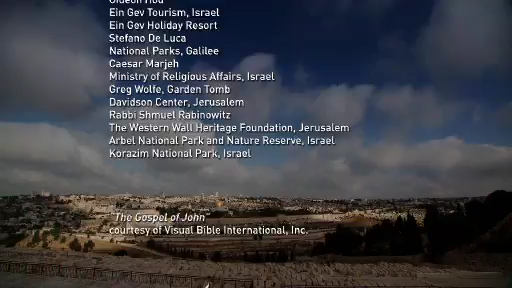 Gideon Hod
Ein Gev Tourism, Israel
Ein Gev Holiday Resort
Stefano De Luca
National Parks, Galilee
Caesar Marjeh
Ministry of Religious Affairs, Israel
Greg Wolfe, Garden Tomb
Davidson Center, Jerusalem
Rabbi Shmuel Rabinowitz
The Western Wall Heritage Foundation, Jerusalem
Arbel National Park and Nature Reserve, Israel
Korazim National Park, Israel
"The Gospel of John"
courtesy of Visual Bible International, Inc.